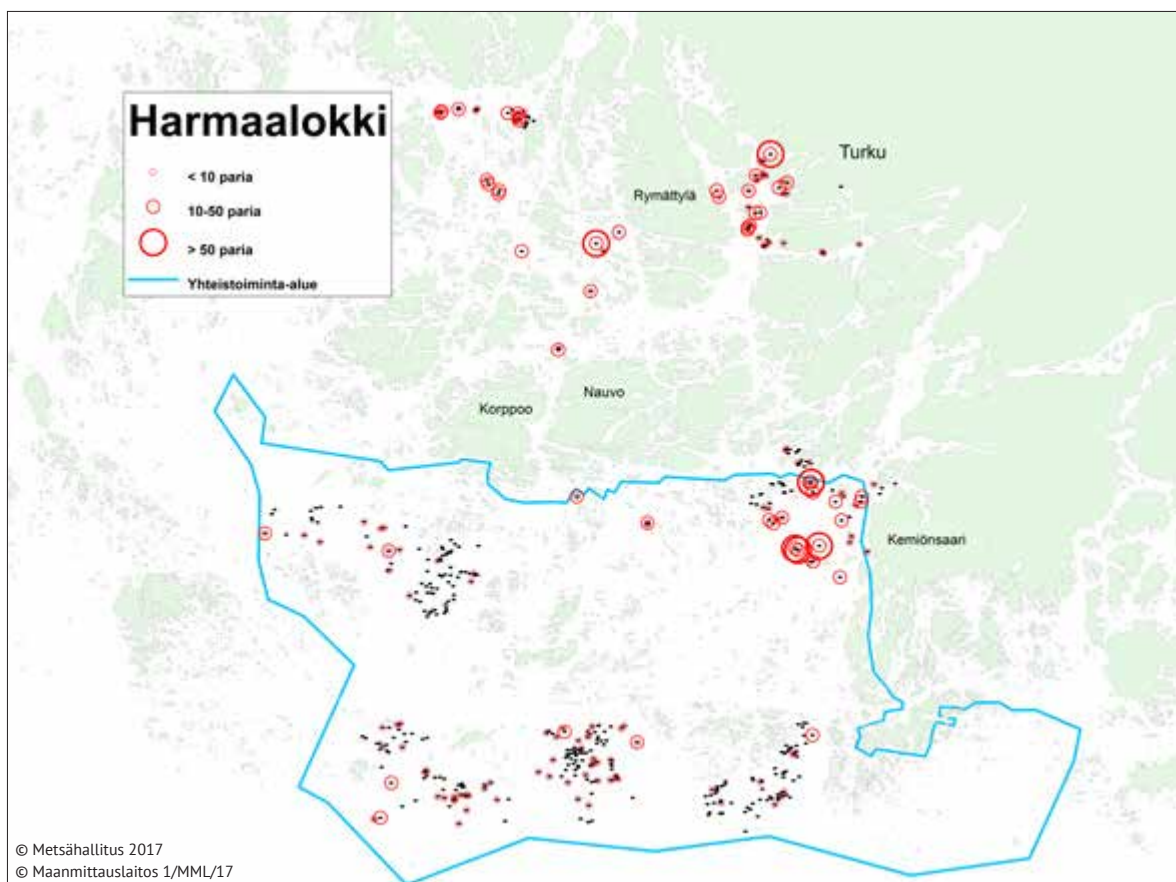 Harmaalokki
< 10 paria
10-50 paria
> 50 paria
Yhteistoiminta-alue
Turku
Rymättylä
Nauvo
Korppoo
Kemiönsaari
© Metsähallitus 2017
© Maanmittauslaitos 1/MML/17